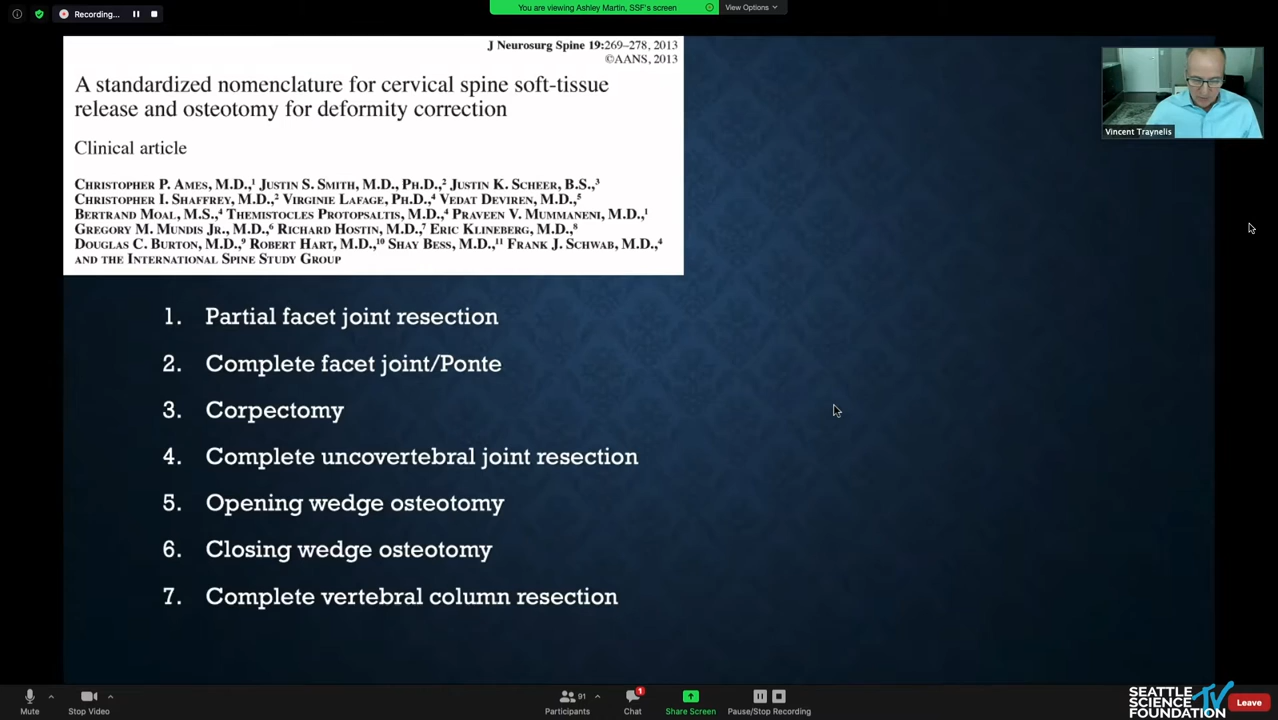 Recording...
You are viewing Ashley Martin, SSF's screen
View Options
J Neurosurg Spine 19:269–278, 2013
©AANS, 2013
A standardized nomenclature for cervical spine soft-tissue
release and osteotomy for deformity correction
Clinical article
Christopher P. Ames, M.D.,1 Justin S. Smith, M.D., Ph.D.,2 Justin K. Scheer, B.S.,3
Christopher I. Shaffrey, M.D.,2 Virginie Lafage, Ph.D.,4 Vedat Deviren, M.D.,5
Bertrand Moal, M.S.,4 Themistocles Protopsaltis, M.D.,4 Praveen V. Mummaneni, M.D.,1
Gregory M. Mundis Jr., M.D.,6 Richard Hostin, M.D.,7 Eric Klineberg, M.D.,8
Douglas C. Burton, M.D.,9 Robert Hart, M.D.,10 Shay Bess, M.D.,11 Frank J. Schwab, M.D.,4
and the International Spine Study Group
Vincent Traynelis
1. Partial facet joint resection
2. Complete facet joint/Ponte
3. Corpectomy
4. Complete uncovertebral joint resection
5. Opening wedge osteotomy
6. Closing wedge osteotomy
7. Complete vertebral column resection
Mute
Stop Video
91
Participants
1
Chat
Share Screen
Pause/Stop Recording
SEATTLE
SCIENCE
FOUNDATION
TV
Leave